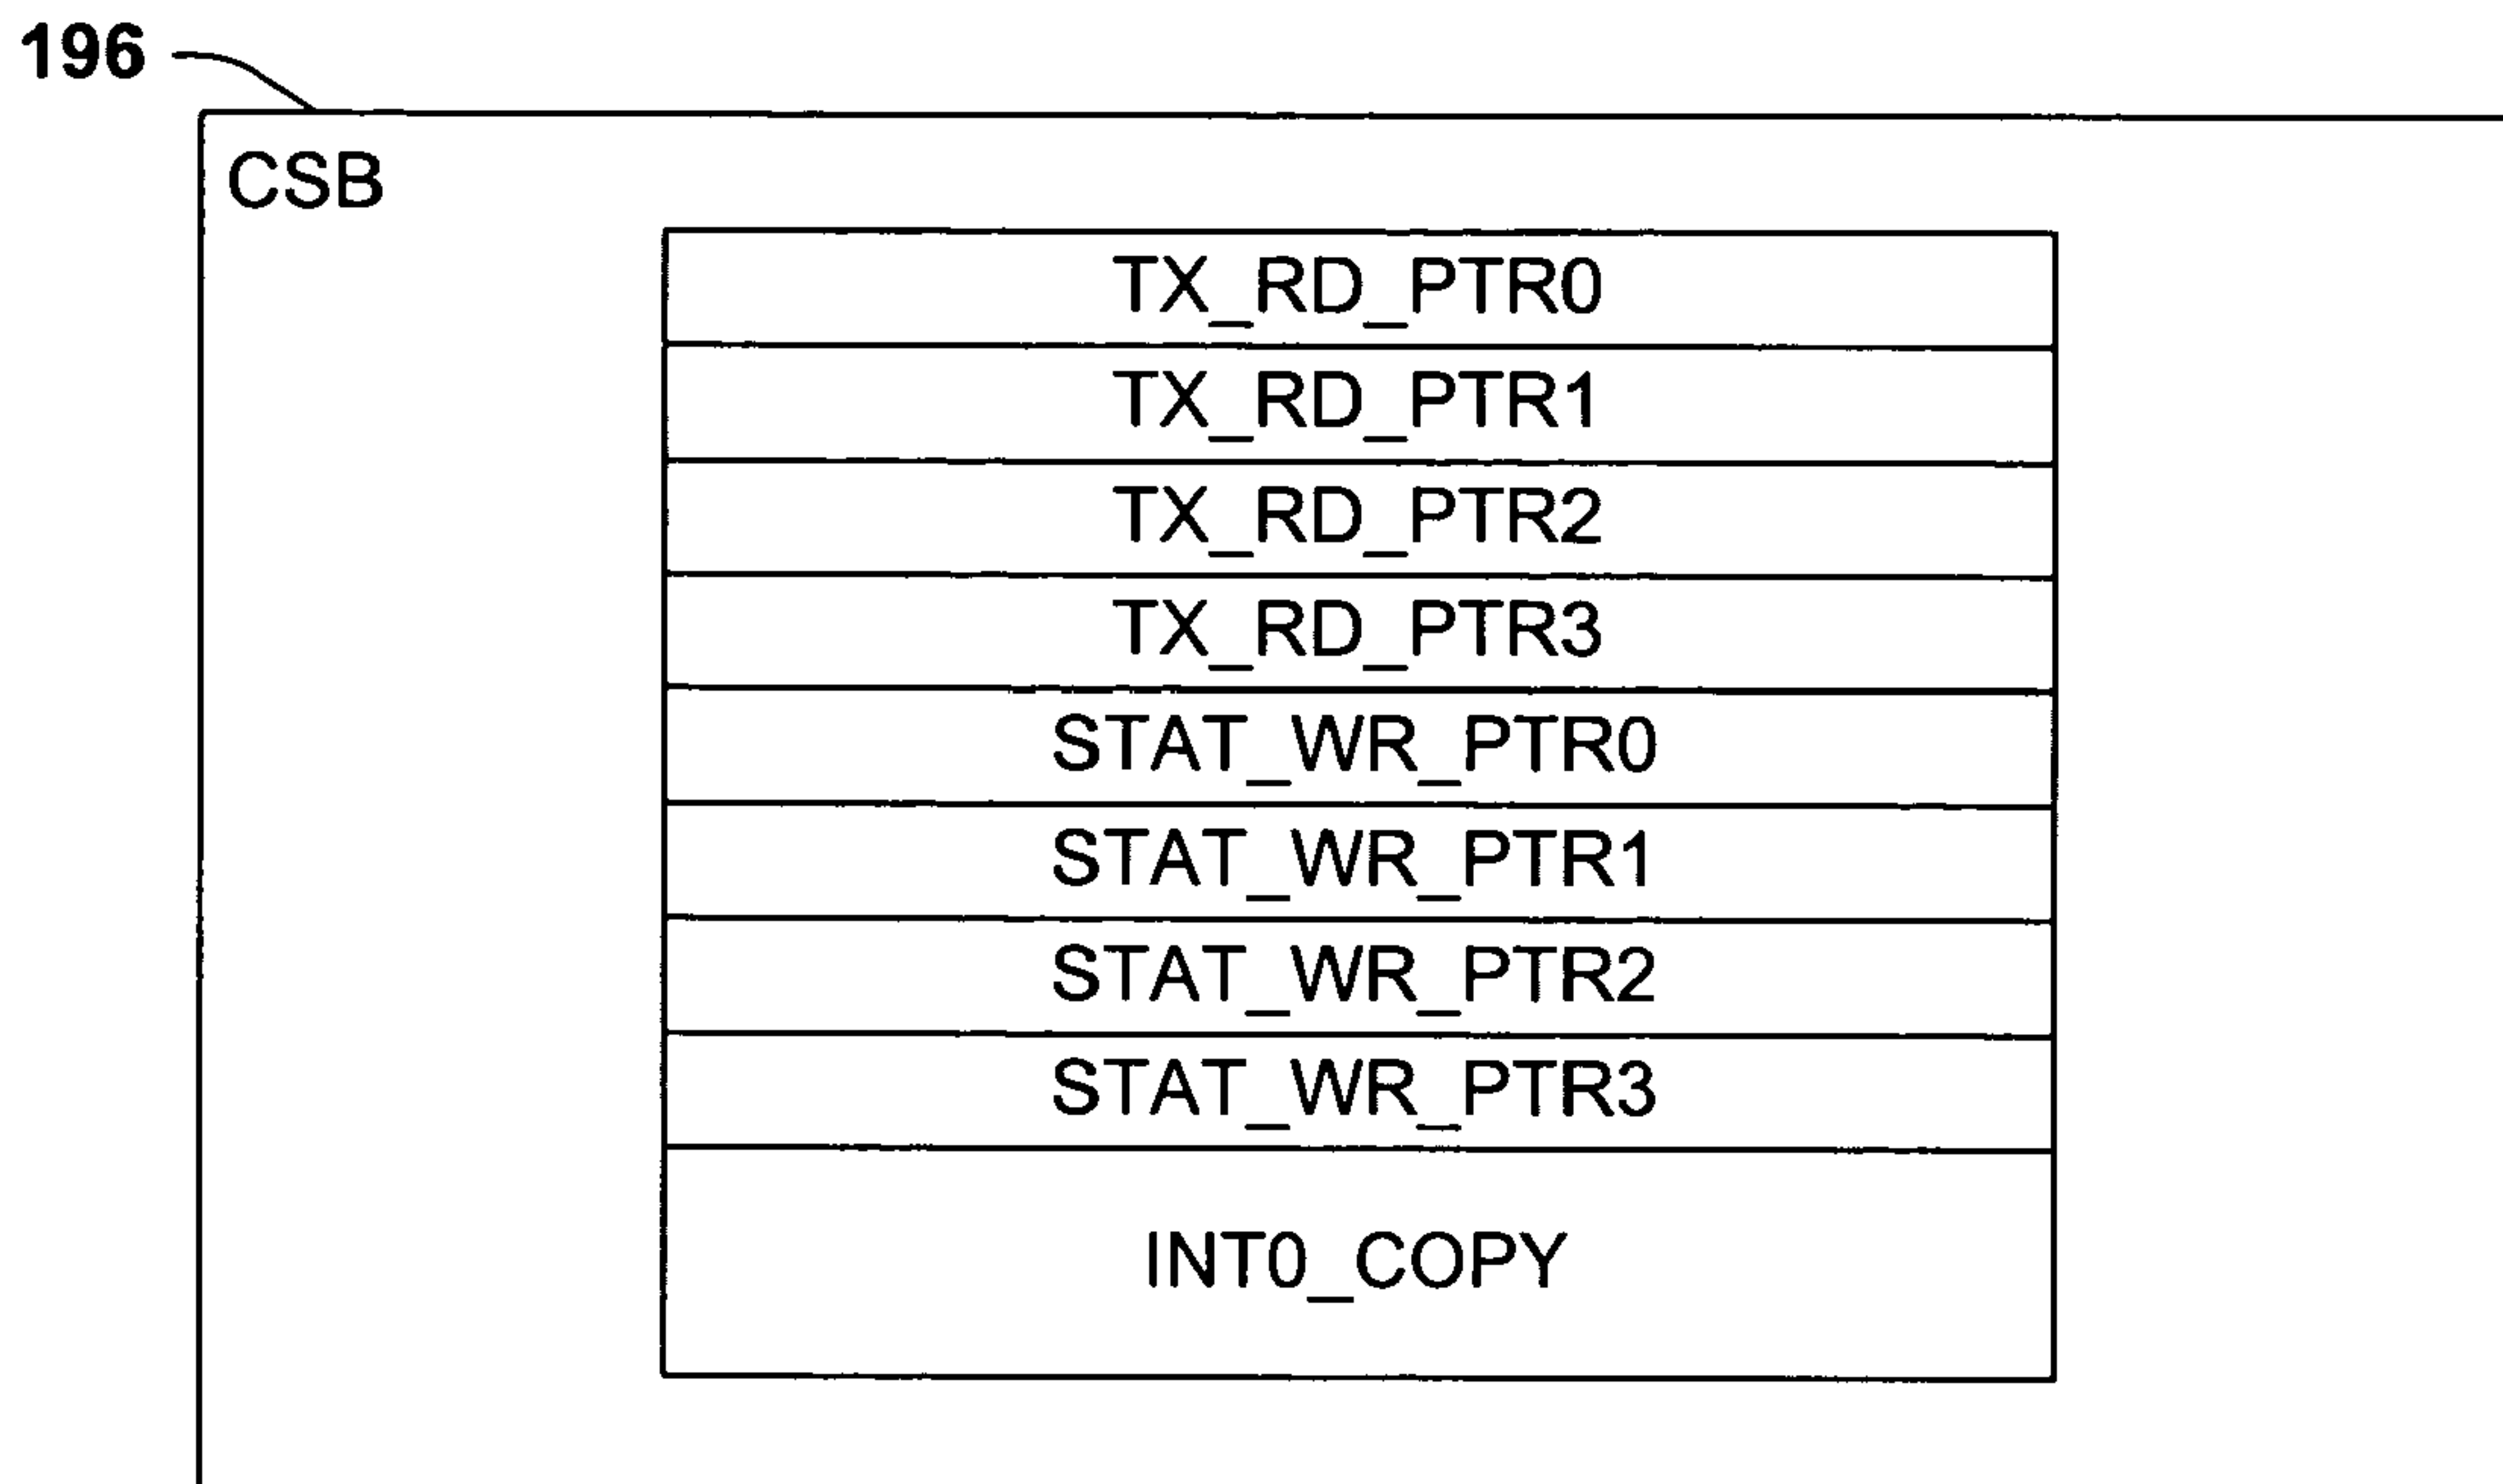 196
CSB
TX_RD_PTR0
TX_RD_PTR1
TX_RD_PTR2
TX_RD_PTR3
STAT_WR_PTR0
STAT_WR_PTR1
STAT_WR_PTR2
STAT_WR_PTR3
INT0_COPY